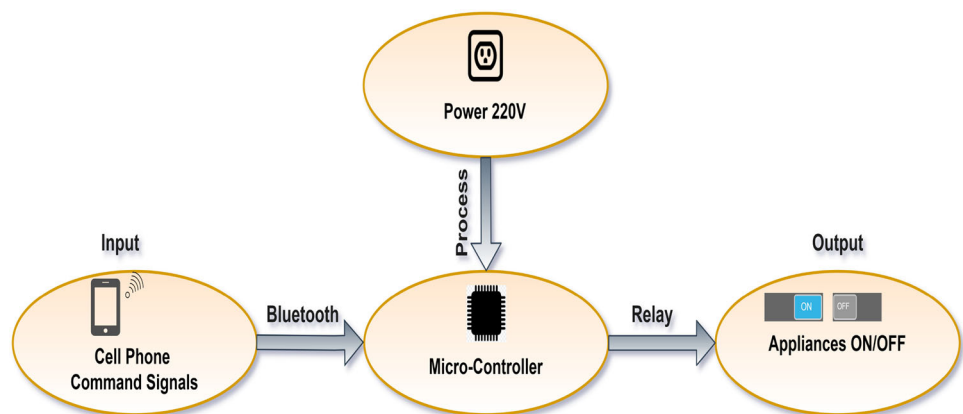 Power 220V
Process
Input
Output
Bluetooth
Relay
ON
OFF
Cell Phone
Command Signals
Micro-Controller
Appliances ON/OFF